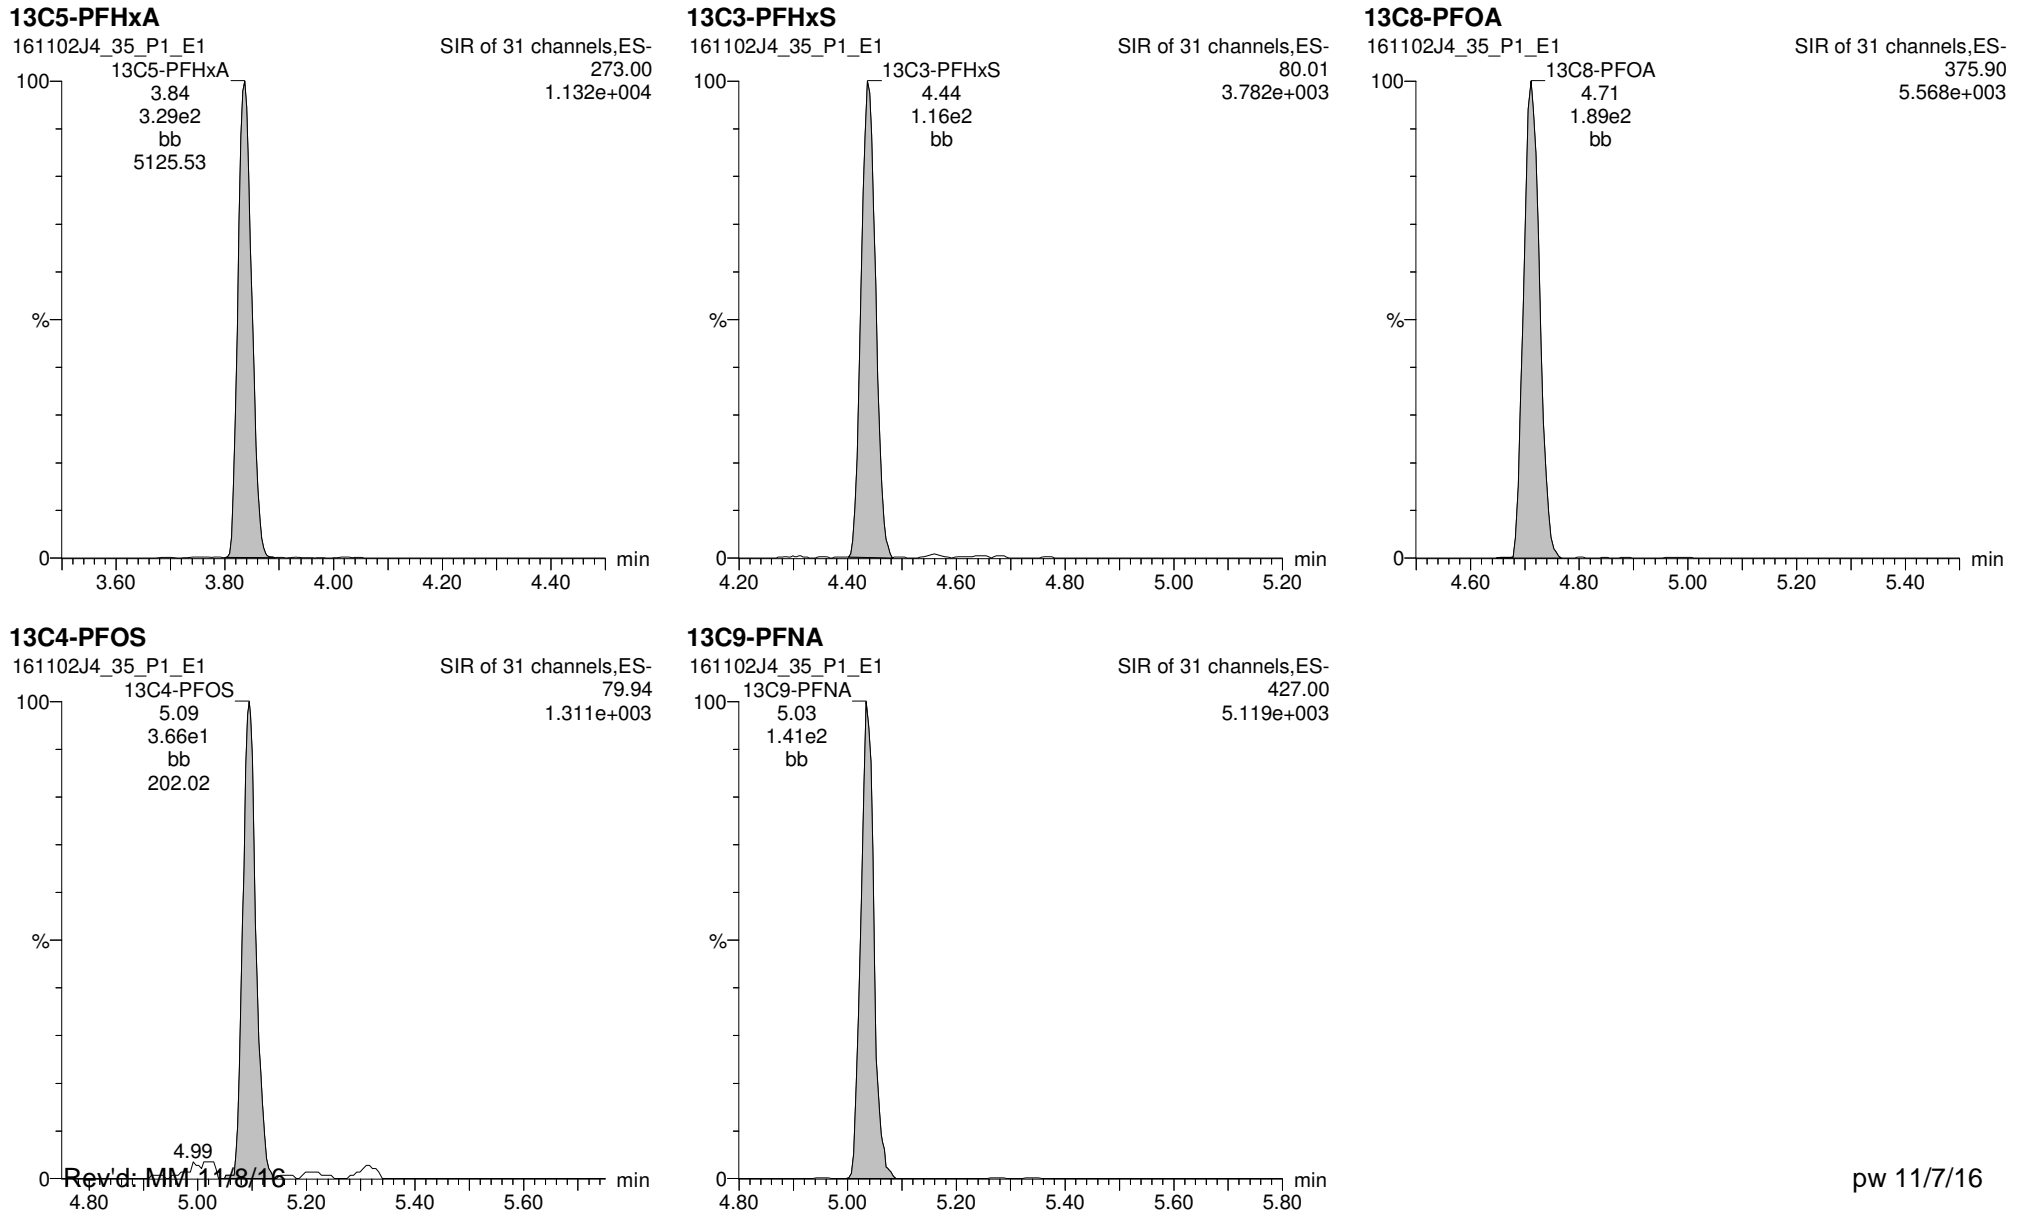 13C5-PFHxA
161102J4_35_P1_E1
SIR of 31 channels,ES-
273.00
1.132e+004
13C5-PFHxA
3.84
3.29e2
bb
5125.53
100
%
0
3.60 3.80 4.00 4.20 4.40
min
13C3-PFHxS
161102J4_35_P1_E1
SIR of 31 channels,ES-
80.01
3.782e+003
13C3-PFHxS
4.44
1.16e2
bb
100
%
0
4.20 4.40 4.60 4.80 5.00 5.20
min
13C8-PFOA
161102J4_35_P1_E1
SIR of 31 channels,ES-
375.90
5.568e+003
13C8-PFOA
4.71
1.89e2
bb
100
%
0
4.60 4.80 5.00 5.20 5.40
min
13C4-PFOS
161102J4_35_P1_E1
SIR of 31 channels,ES-
79.94
1.311e+003
13C4-PFOS
5.09
3.66e1
bb
202.02
100
%
4.99
0
4.80 5.00 5.20 5.40 5.60
min
13C9-PFNA
161102J4_35_P1_E1
SIR of 31 channels,ES-
427.00
5.119e+003
13C9-PFNA
5.03
1.41e2
bb
100
%
0
4.80 5.00 5.20 5.40 5.60 5.80
min
Rev'd: MM 11/8/16
pw 11/7/16